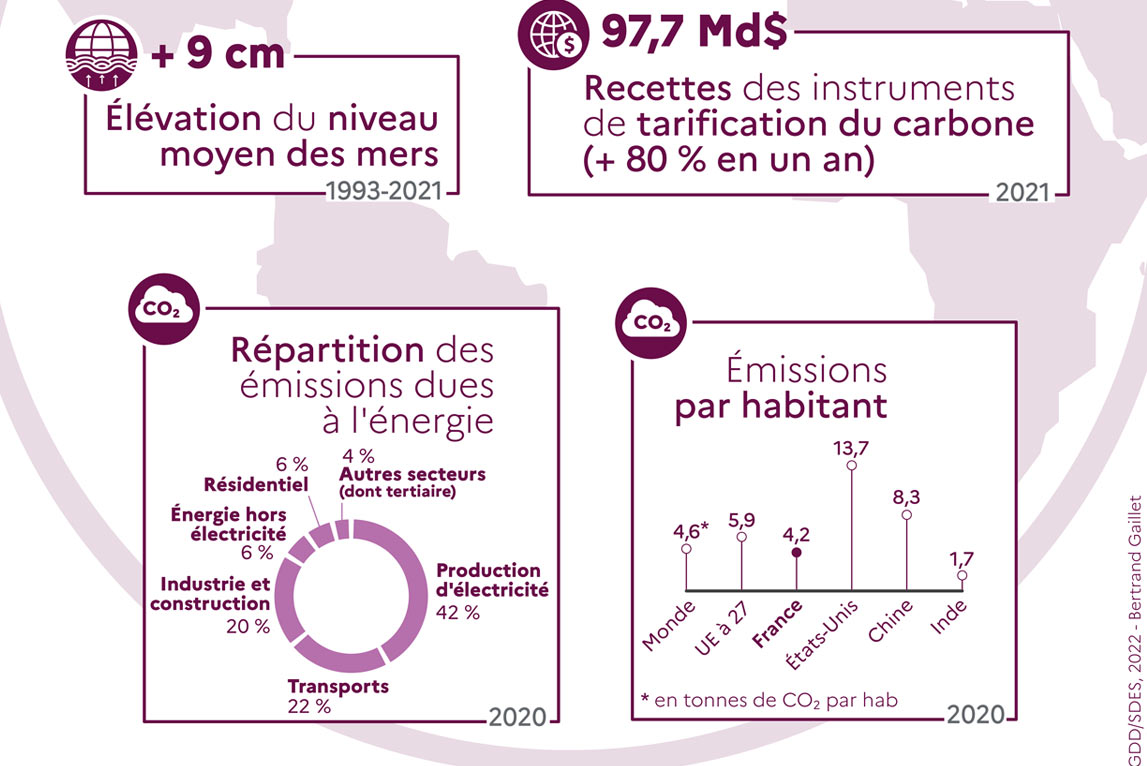 + 9 cm
Élévation du niveau
moyen des mers
1993-2021
$
97,7 Md$
Recettes des instruments
de tarification du carbone
(+ 80 % en un an)
2021
CO₂
Répartition des
émissions dues
à l'énergie
6 %
Résidentiel
4 %
Autres secteurs
(dont tertiaire)
Énergie hors
électricité
6 %
Industrie et
construction
20 %
Production
d'électricité
42 %
Transports
22 %
2020
CO₂
Émissions
par habitant
4,6*
5,9
4,2
13,7
8,3
1,7
Monde
UE à 27
France
États-Unis
Chine
Inde
* en tonnes de CO₂ par hab
2020
GDD/SDES, 2022 - Bertrand Gaillet